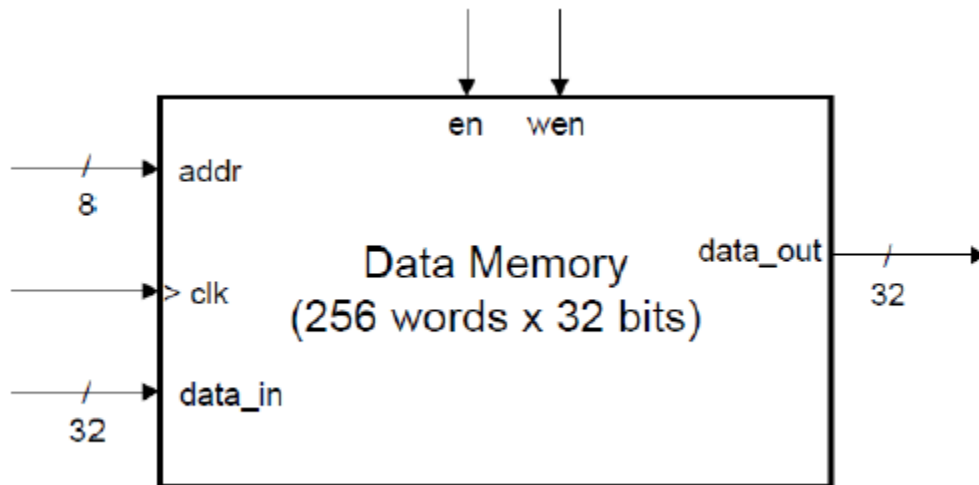 en wen
addr
8
Data Memory
(256 words x 32 bits)
data_out
32
> clk
data_in
32